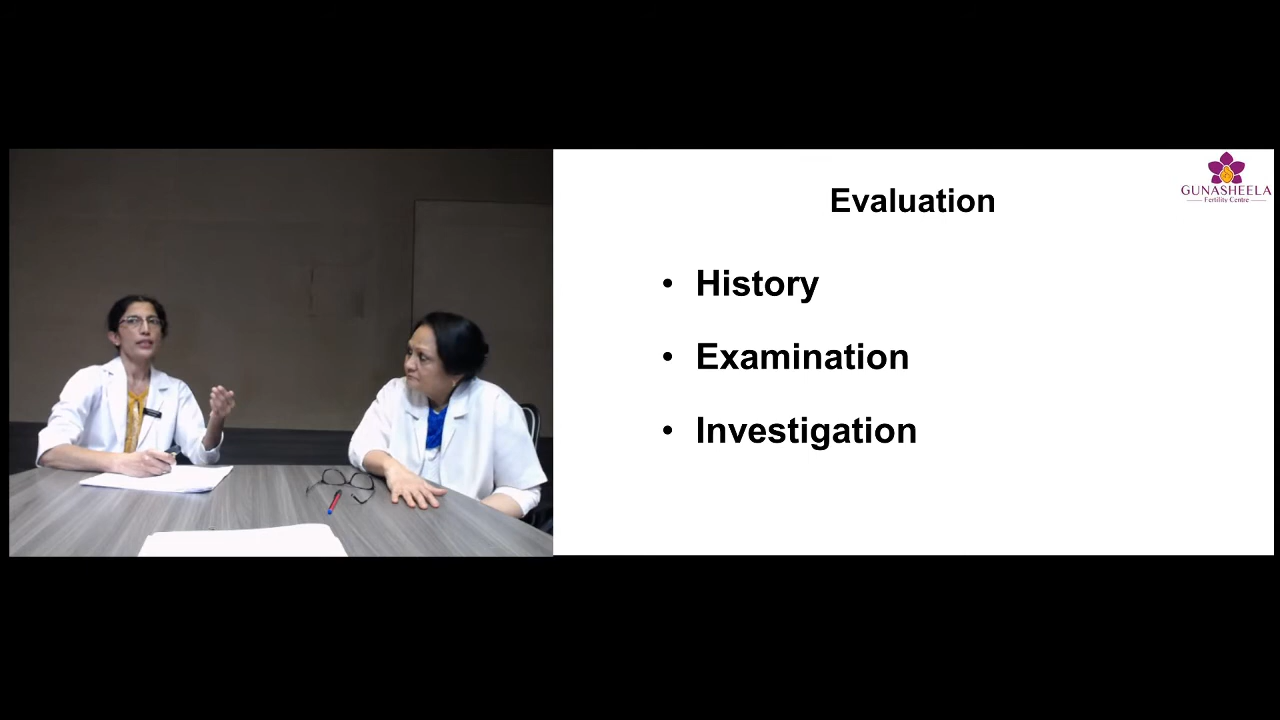 GUNASHEELA
Fertility Centre
Evaluation
• History
• Examination
• Investigation